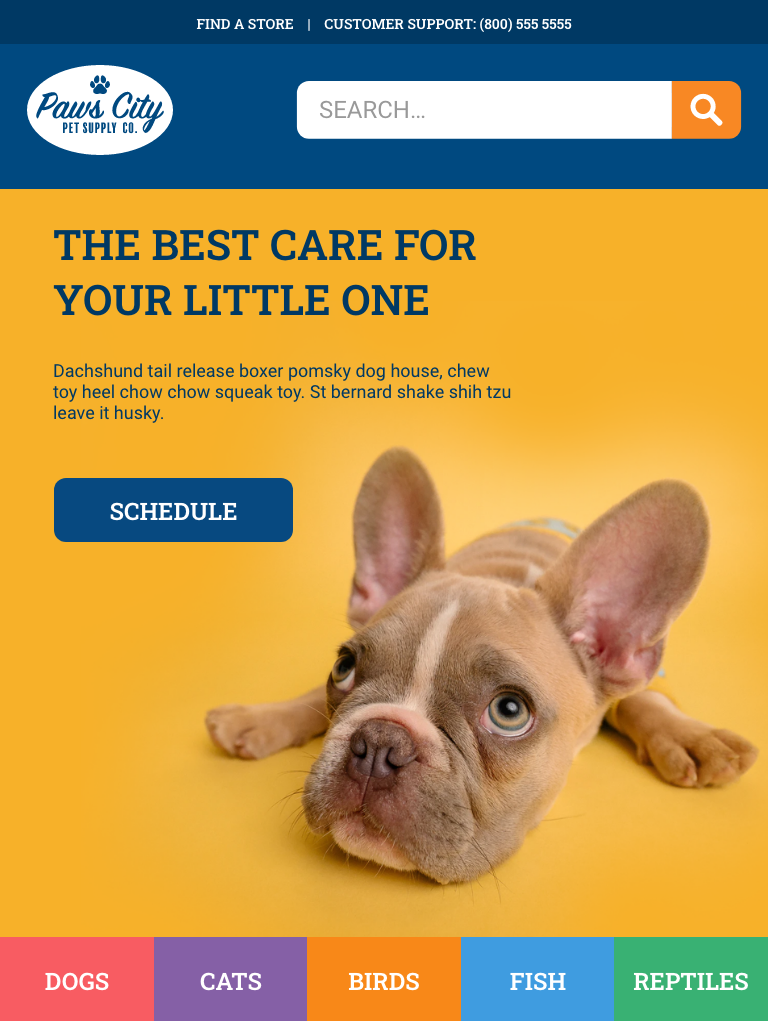 FIND A STORE | CUSTOMER SUPPORT: (800) 555 5555
Paws City
PET SUPPLY CO.
SEARCH...
THE BEST CARE FOR
YOUR LITTLE ONE
Dachshund tail release boxer pomsky dog house, chew
toy heel chow chow squeak toy. St bernard shake shih tzu
leave it husky.
SCHEDULE
DOGS CATS BIRDS FISH REPTILES